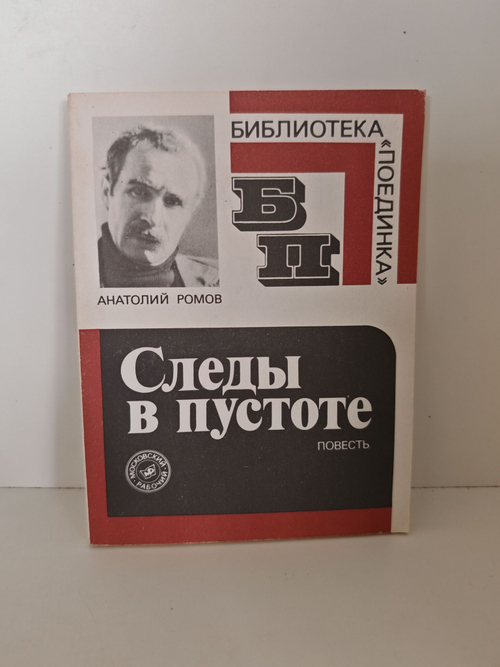 БИБЛИОТЕКА
«ПОЕДИНКА»
БП
АНАТОЛИЙ РОМОВ
Следы
в пустоте
ПОВЕСТЬ
МОСКОВСКИЙ
РАБОЧИЙ